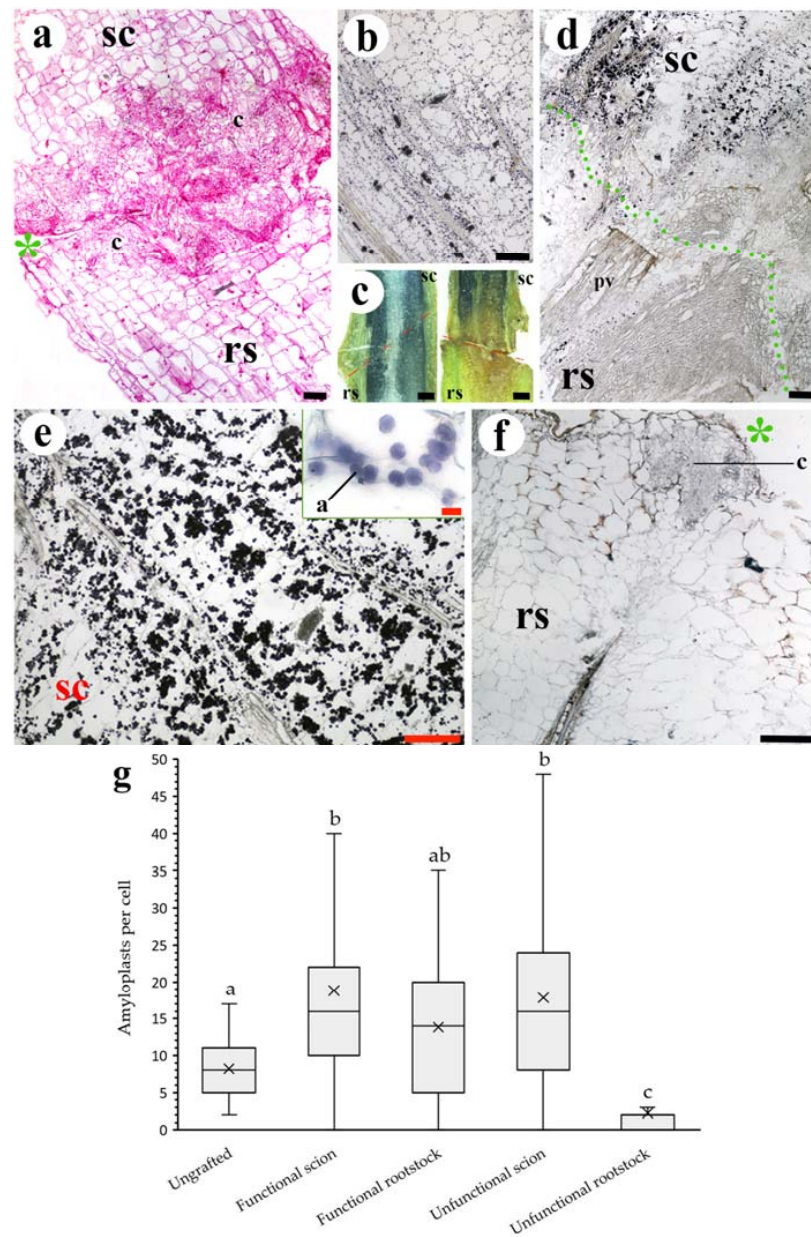 a
sc
c
c
*
rs
b
c
sc
sc
rs
rs
d
sc
pv
rs
e
a
sc
f
*
c
rs
g
50
45
40
35
30
25
20
15
10
5
0
Amyloplasts per cell
a
b
ab
b
c
Ungrafted
Functional scion
Functional rootstock
Unfunctional scion
Unfunctional rootstock